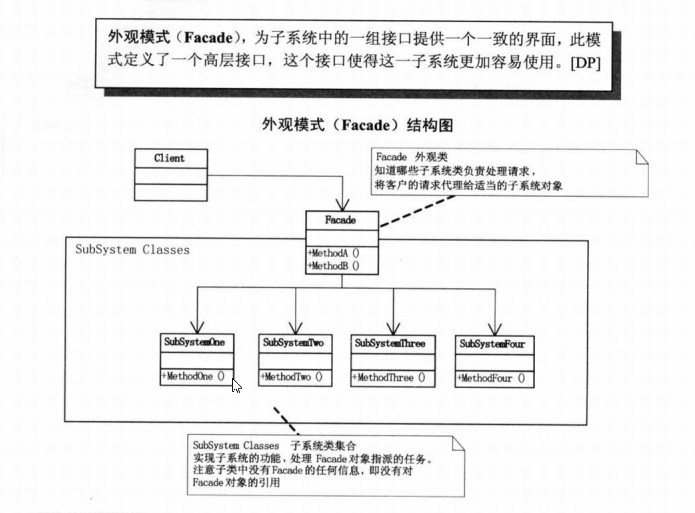 外观模式（Facade），为子系统中的一组接口提供一个一致的界面，此模
式定义了一个高层接口，这个接口使得这一子系统更加容易使用。[DP]
外观模式（Facade）结构图
Client
Facade 外观类
知道哪些子系统类负责处理请求，
将客户的请求代理给适当的子系统对象
Facade
+MethodA ()
+MethodB ()
SubSystem Classes
SubSystemOne
+MethodOne ()
SubSystemTwo
+MethodTwo ()
SubSystemThree
+MethodThree ()
SubSystemFour
+MethodFour ()
SubSystem Classes 子系统类集合
实现子系统的功能，处理 Facade对象指派的任务。
注意子类中没有Facade的任何信息，即没有对
Facade对象的引用